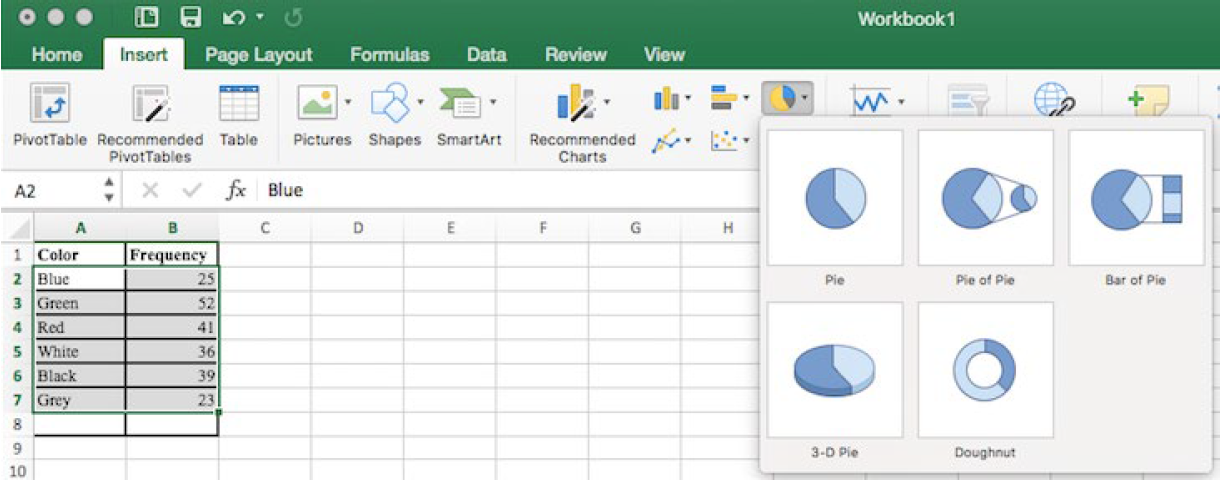 Workbook1
Home Insert Page Layout Formulas Data Review View
PivotTable Recommended PivotTables Table Pictures Shapes SmartArt Recommended Charts
A2 fx Blue
A B C D E F G H
1 Color Frequency
2 Blue 25
3 Green 52
4 Red 41
5 White 36
6 Black 39
7 Grey 23
8
9
10
Pie Pie of Pie Bar of Pie
3-D Pie Doughnut